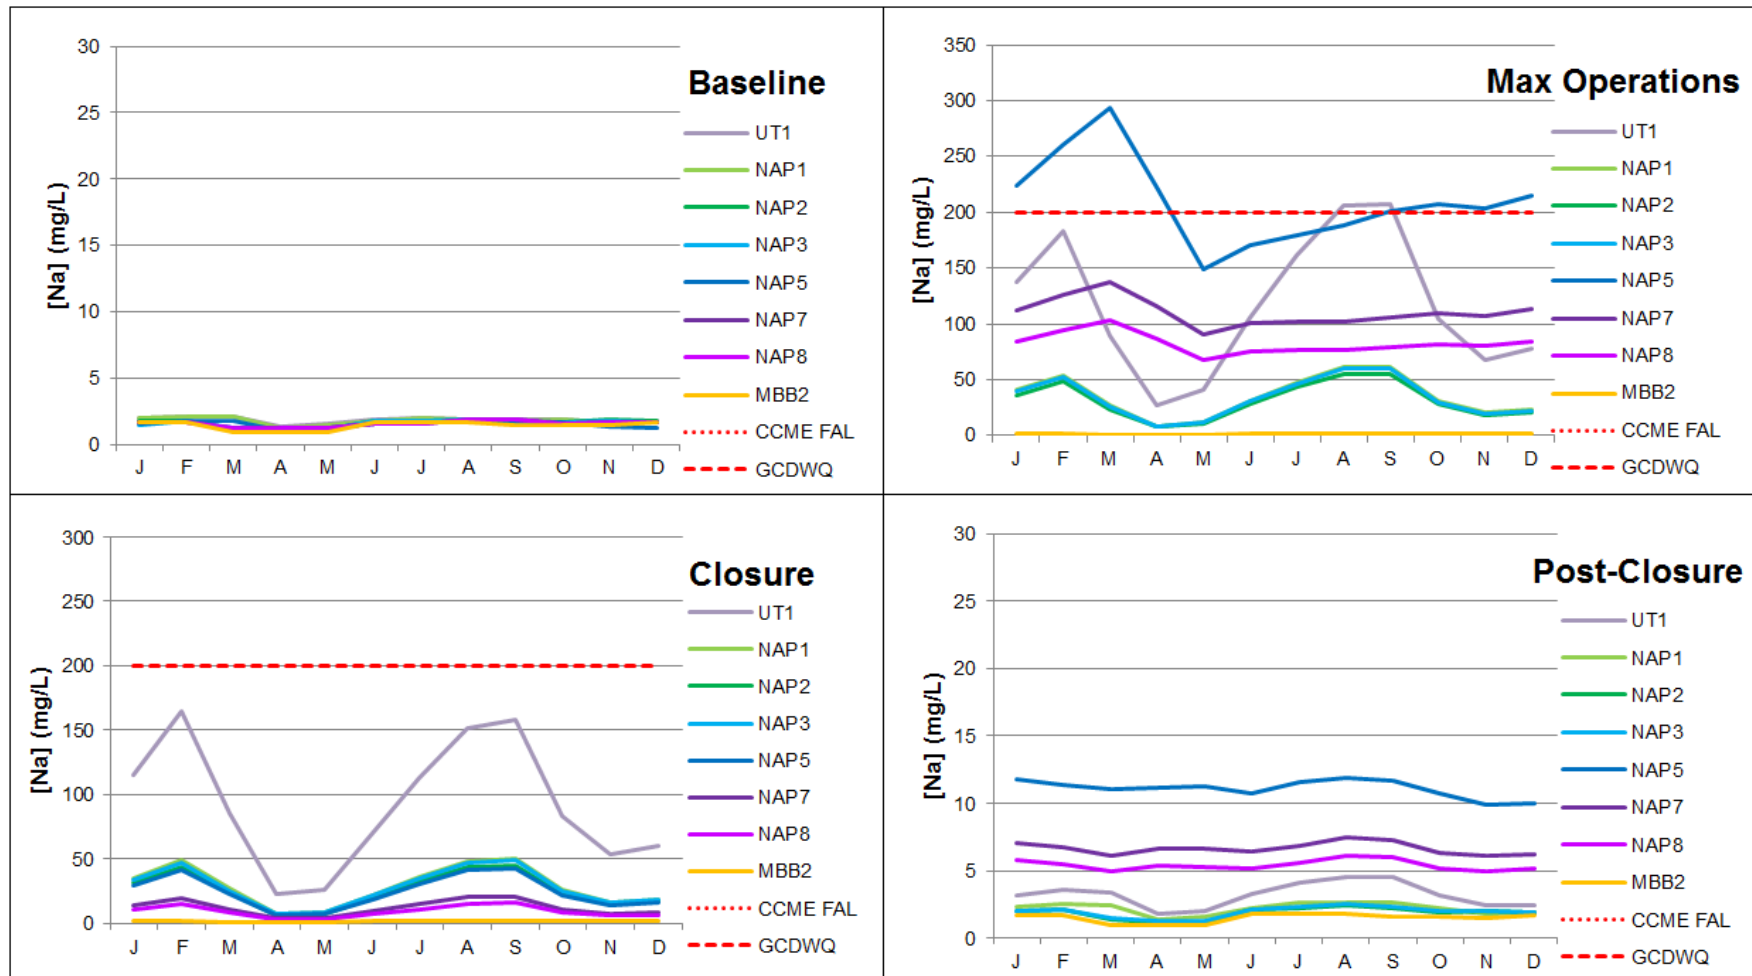 Baseline
[Na] (mg/L)
30
25
20
15
10
5
0
J F M A M J J A S O N D
UT1
NAP1
NAP2
NAP3
NAP5
NAP7
NAP8
MBB2
CCME FAL
GCDWQ
Max Operations
[Na] (mg/L)
350
300
250
200
150
100
50
0
J F M A M J J A S O N D
UT1
NAP1
NAP2
NAP3
NAP5
NAP7
NAP8
MBB2
CCME FAL
GCDWQ
Closure
[Na] (mg/L)
300
250
200
150
100
50
0
J F M A M J J A S O N D
UT1
NAP1
NAP2
NAP3
NAP5
NAP7
NAP8
MBB2
CCME FAL
GCDWQ
Post-Closure
[Na] (mg/L)
30
25
20
15
10
5
0
J F M A M J J A S O N D
UT1
NAP1
NAP2
NAP3
NAP5
NAP7
NAP8
MBB2
CCME FAL
GCDWQ